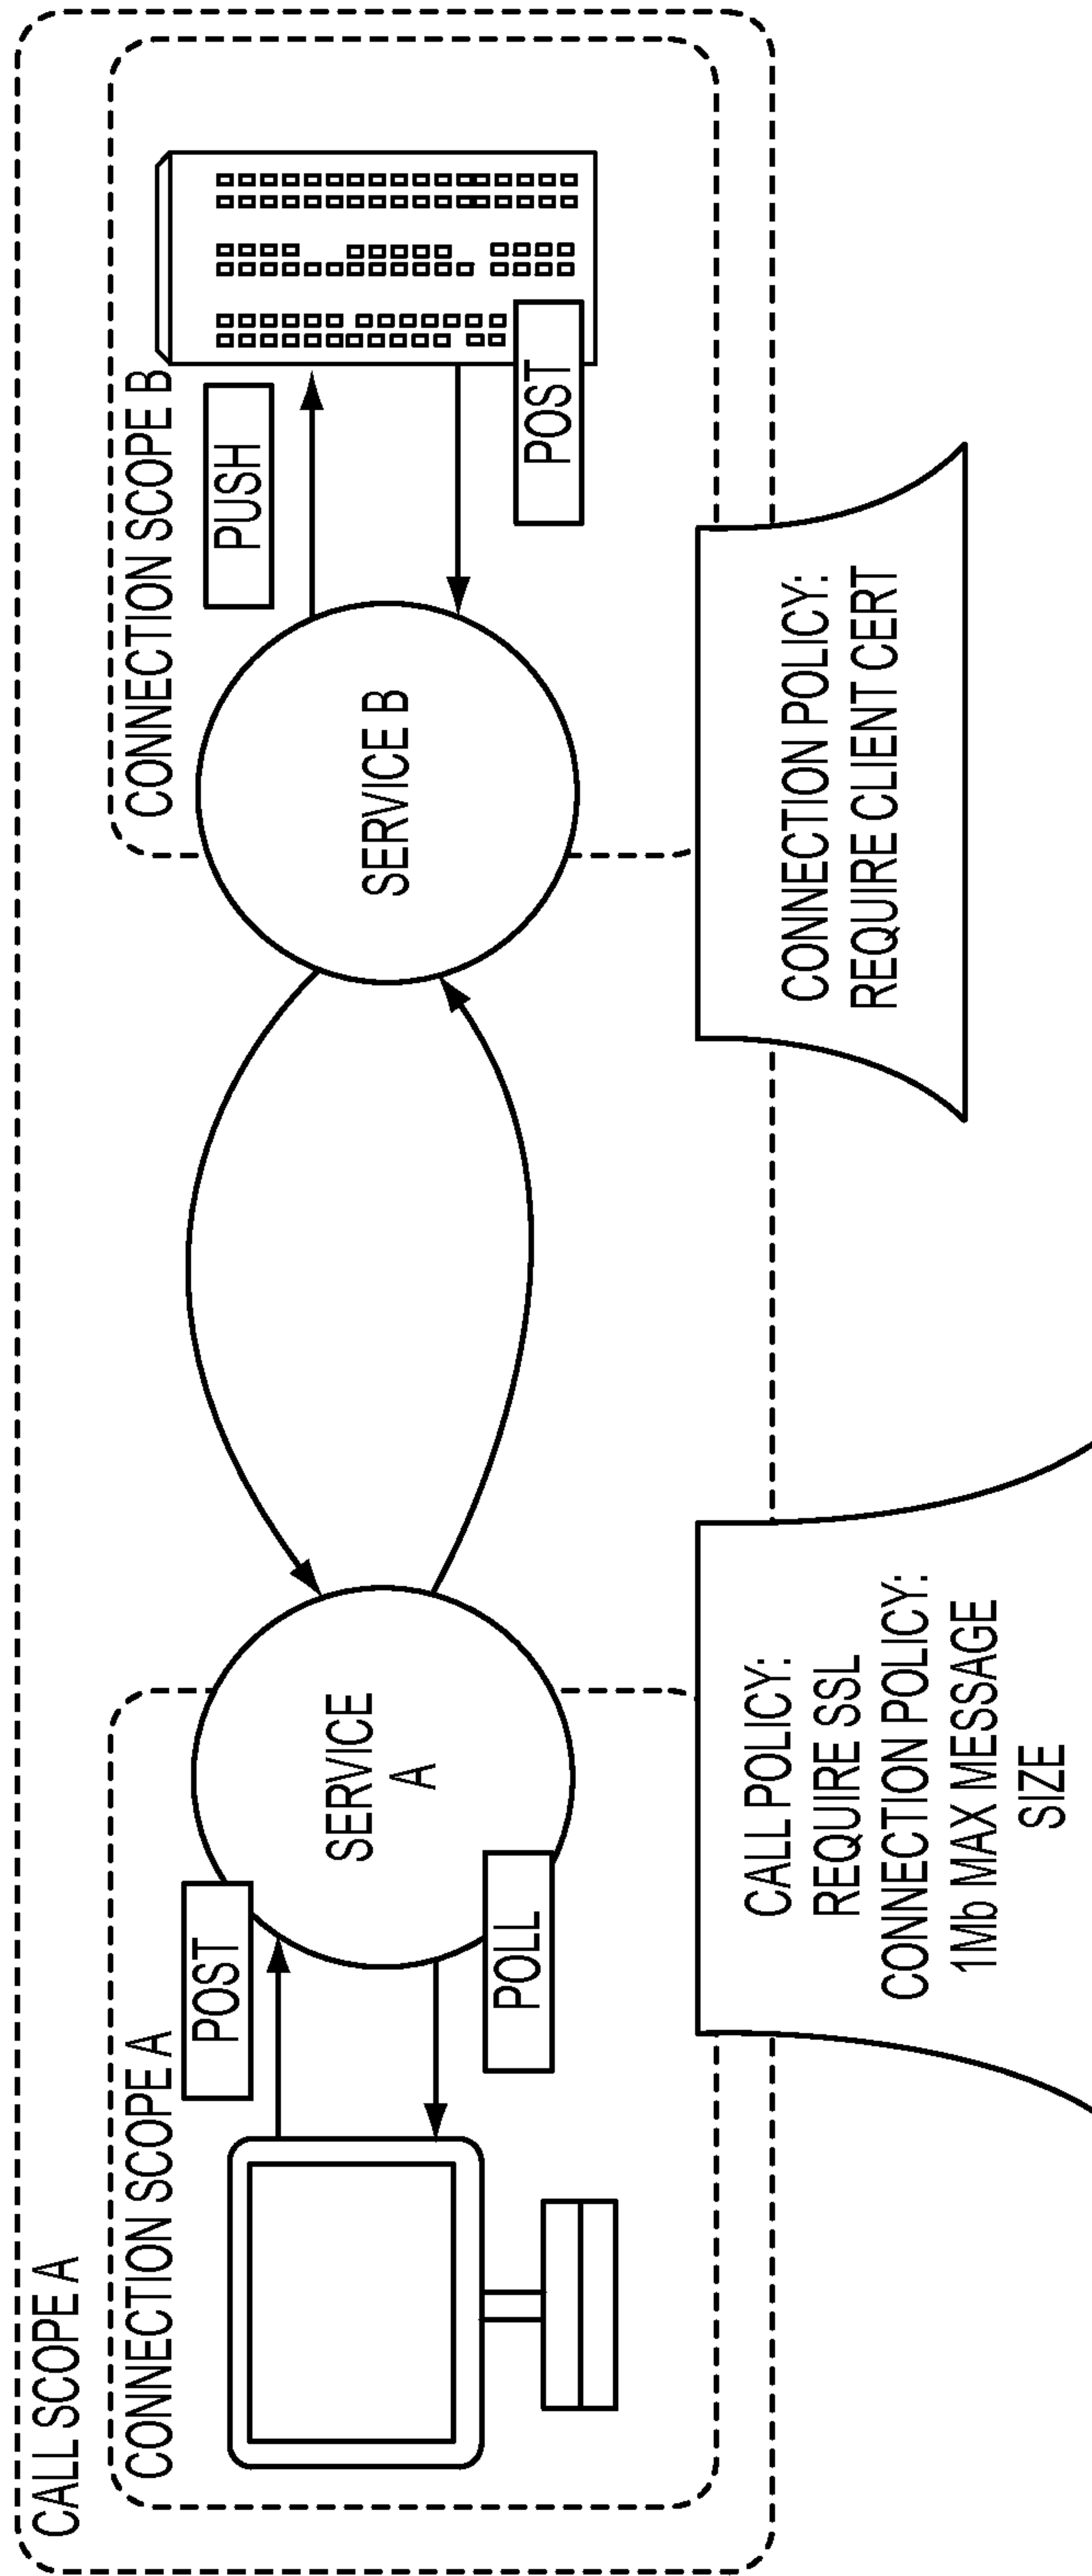 CALL SCOPE A
CONNECTION SCOPE A
POST
POLL
SERVICE
A
CONNECTION SCOPE B
SERVICE B
PUSH
POST
CALL POLICY:
REQUIRE SSL
CONNECTION POLICY:
1Mb MAX MESSAGE
SIZE
CONNECTION POLICY:
REQUIRE CLIENT CERT